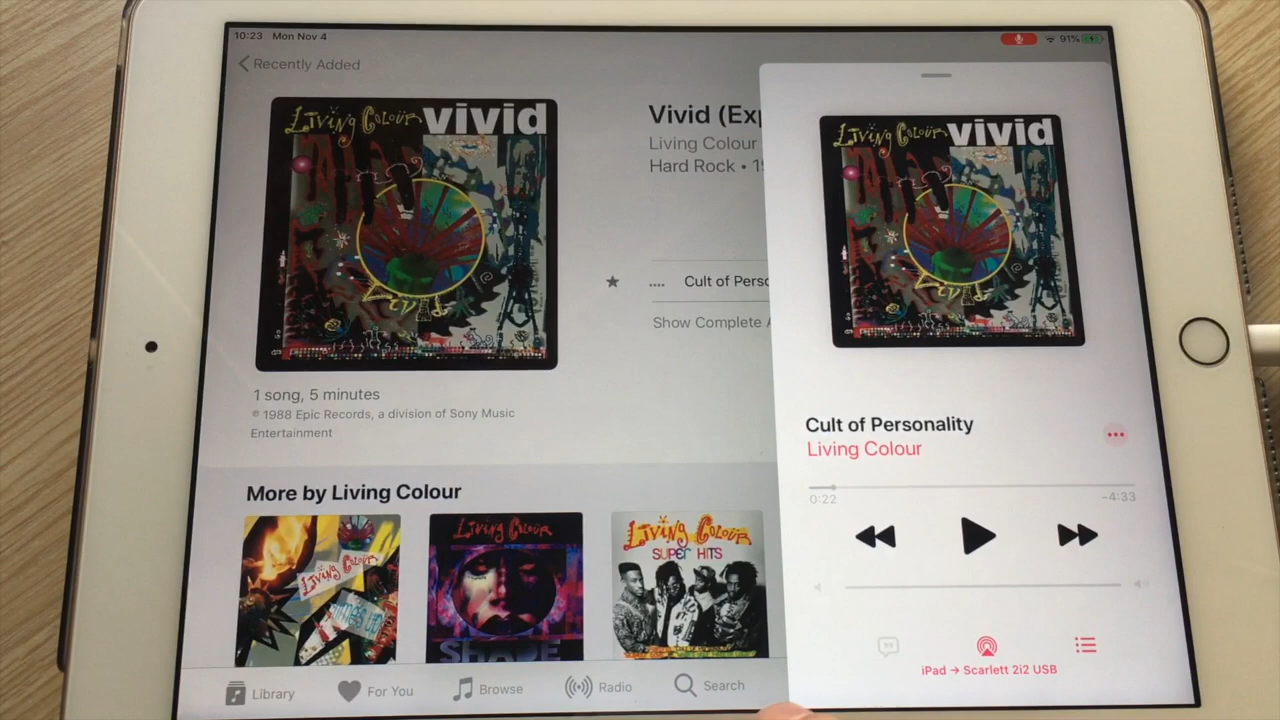 10:23 Mon Nov 4
91%
Recently Added
LIVING COLOUR vivid
Vivid (Exp
Living Colour
Hard Rock • 19
Cult of Perso
Show Complete A
1 song, 5 minutes
℗ 1988 Epic Records, a division of Sony Music
Entertainment
More by Living Colour
LIVING COLOUR
LIVING COLOUR
LIVING COLOUR
SUPER HITS
Library
For You
Browse
Radio
Search
LIVING COLOUR vivid
Cult of Personality
Living Colour
0:22
−4:33
iPad → Scarlett 2i2 USB